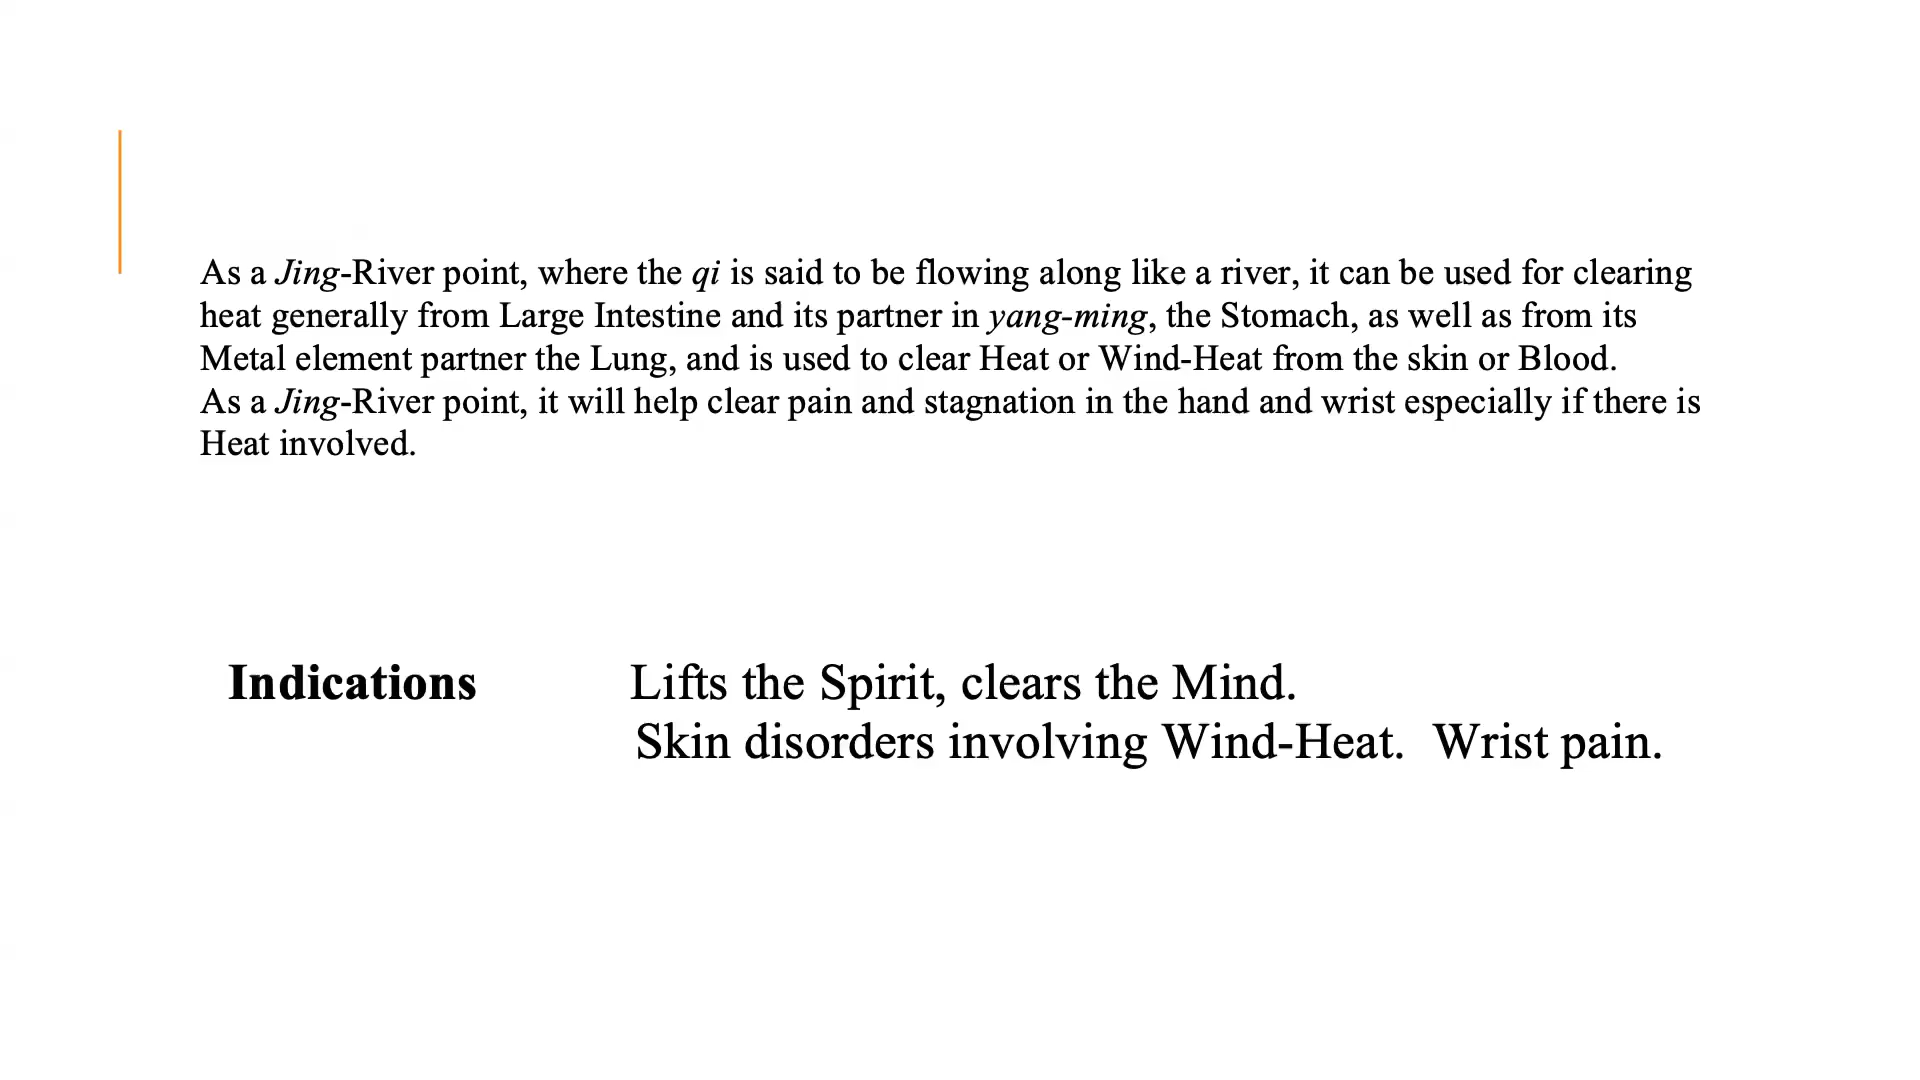 As a Jing-River point, where the qi is said to be flowing along like a river, it can be used for clearing
heat generally from Large Intestine and its partner in yang-ming, the Stomach, as well as from its
Metal element partner the Lung, and is used to clear Heat or Wind-Heat from the skin or Blood.
As a Jing-River point, it will help clear pain and stagnation in the hand and wrist especially if there is
Heat involved.
Indications Lifts the Spirit, clears the Mind.
Skin disorders involving Wind-Heat. Wrist pain.